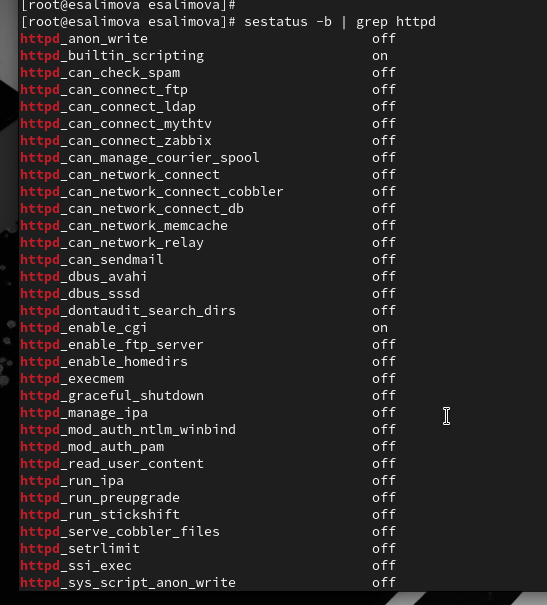 [root@esalimova esalimova]#
[root@esalimova esalimova]# sestatus -b | grep httpd
httpd_anon_write off
httpd_builtin_scripting on
httpd_can_check_spam off
httpd_can_connect_ftp off
httpd_can_connect_ldap off
httpd_can_connect_mythtv off
httpd_can_connect_zabbix off
httpd_can_manage_courier_spool off
httpd_can_network_connect off
httpd_can_network_connect_cobbler off
httpd_can_network_connect_db off
httpd_can_network_memcache off
httpd_can_network_relay off
httpd_can_sendmail off
httpd_dbus_avahi off
httpd_dbus_sssd off
httpd_dontaudit_search_dirs off
httpd_enable_cgi on
httpd_enable_ftp_server off
httpd_enable_homedirs off
httpd_execmem off
httpd_graceful_shutdown off
httpd_manage_ipa off
httpd_mod_auth_ntlm_winbind off
httpd_mod_auth_pam off
httpd_read_user_content off
httpd_run_ipa off
httpd_run_preupgrade off
httpd_run_stickshift off
httpd_serve_cobbler_files off
httpd_setrlimit off
httpd_ssi_exec off
httpd_sys_script_anon_write off